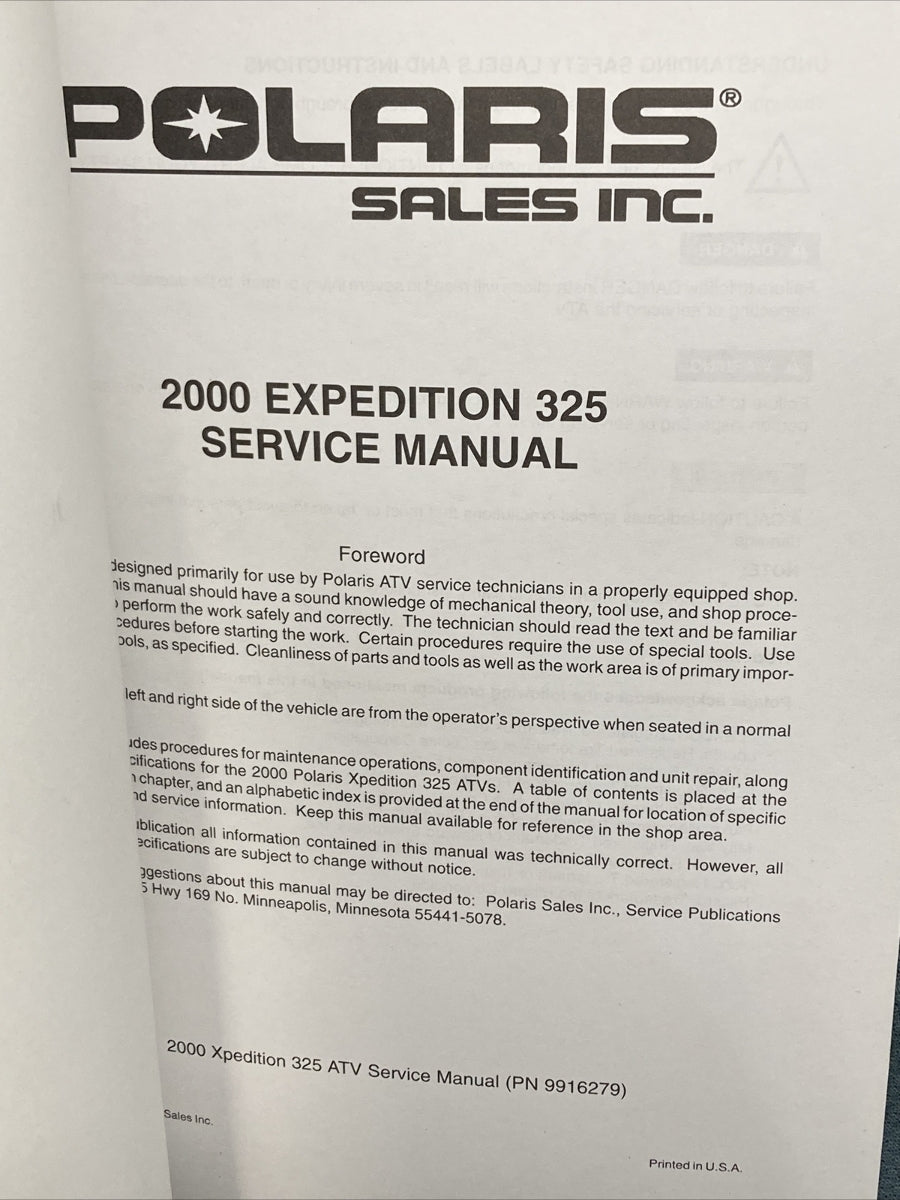 POLARIS®
SALES INC.
2000 EXPEDITION 325
SERVICE MANUAL
Foreword
designed primarily for use by Polaris ATV service technicians in a properly equipped shop.
his manual should have a sound knowledge of mechanical theory, tool use, and shop proce-
perform the work safely and correctly. The technician should read the text and be familiar
cedures before starting the work. Certain procedures require the use of special tools. Use
ools, as specified. Cleanliness of parts and tools as well as the work area is of primary impor-
left and right side of the vehicle are from the operator's perspective when seated in a normal
udes procedures for maintenance operations, component identification and unit repair, along
cifications for the 2000 Polaris Xpedition 325 ATVs. A table of contents is placed at the
chapter, and an alphabetic index is provided at the end of the manual for location of specific
nd service information. Keep this manual available for reference in the shop area.
ublication all information contained in this manual was technically correct. However, all
ecifications are subject to change without notice.
ggestions about this manual may be directed to: Polaris Sales Inc., Service Publications
5 Hwy 169 No. Minneapolis, Minnesota 55441-5078.
2000 Xpedition 325 ATV Service Manual (PN 9916279)
Sales Inc.
Printed in U.S.A.